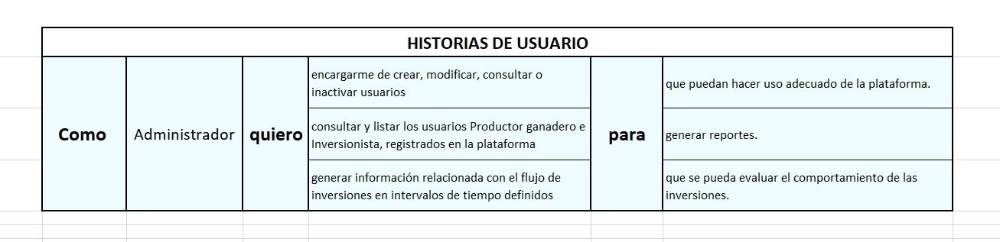 HISTORIAS DE USUARIO
Como
Administrador
quiero
encargarme de crear, modificar, consultar o
inactivar usuarios
consultar y listar los usuarios Productor ganadero e
Inversionista, registrados en la plataforma
generar información relacionada con el flujo de
inversiones en intervalos de tiempo definidos
para
que puedan hacer uso adecuado de la plataforma.
generar reportes.
que se pueda evaluar el comportamiento de las
inversiones.